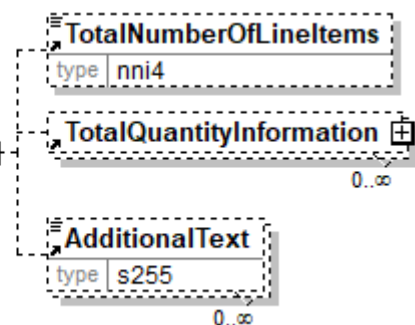 TotalNumberOfLineItems
type nni4
TotalQuantityInformation
0..∞
AdditionalText
type s255
0..∞